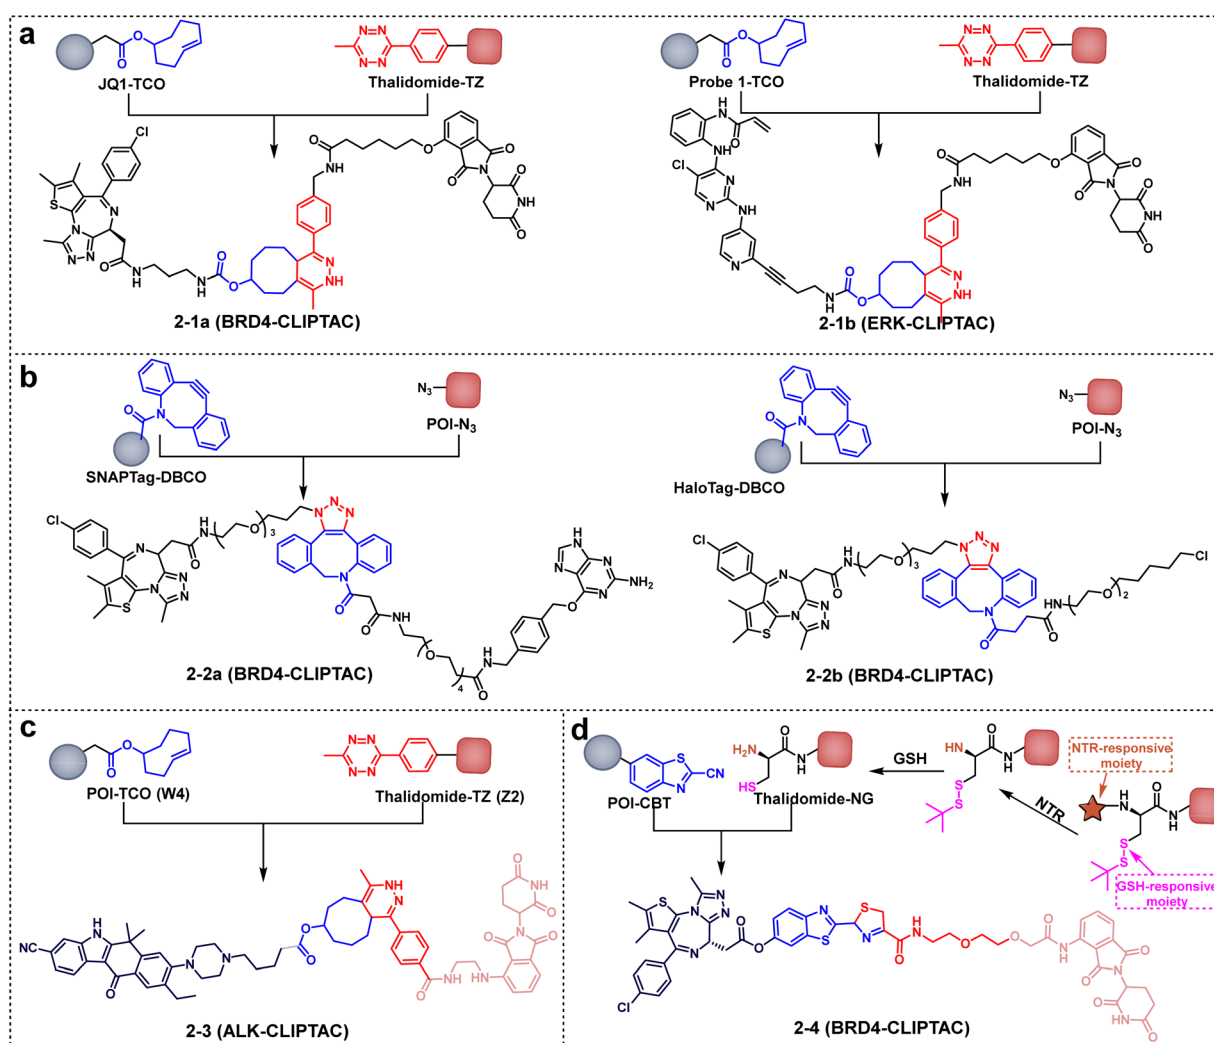 a
JQ1-TCO
Thalidomide-TZ
Probe 1-TCO
Thalidomide-TZ
2-1a (BRD4-CLIPTAC)
2-1b (ERK-CLIPTAC)
b
N3
POI-N3
SNAPTag-DBCO
N3
POI-N3
HaloTag-DBCO
2-2a (BRD4-CLIPTAC)
2-2b (BRD4-CLIPTAC)
c
POI-TCO (W4)
Thalidomide-TZ (Z2)
2-3 (ALK-CLIPTAC)
d
POI-CBT
Thalidomide-NG
GSH
NTR
NTR-responsive
moiety
GSH-responsive
moiety
2-4 (BRD4-CLIPTAC)